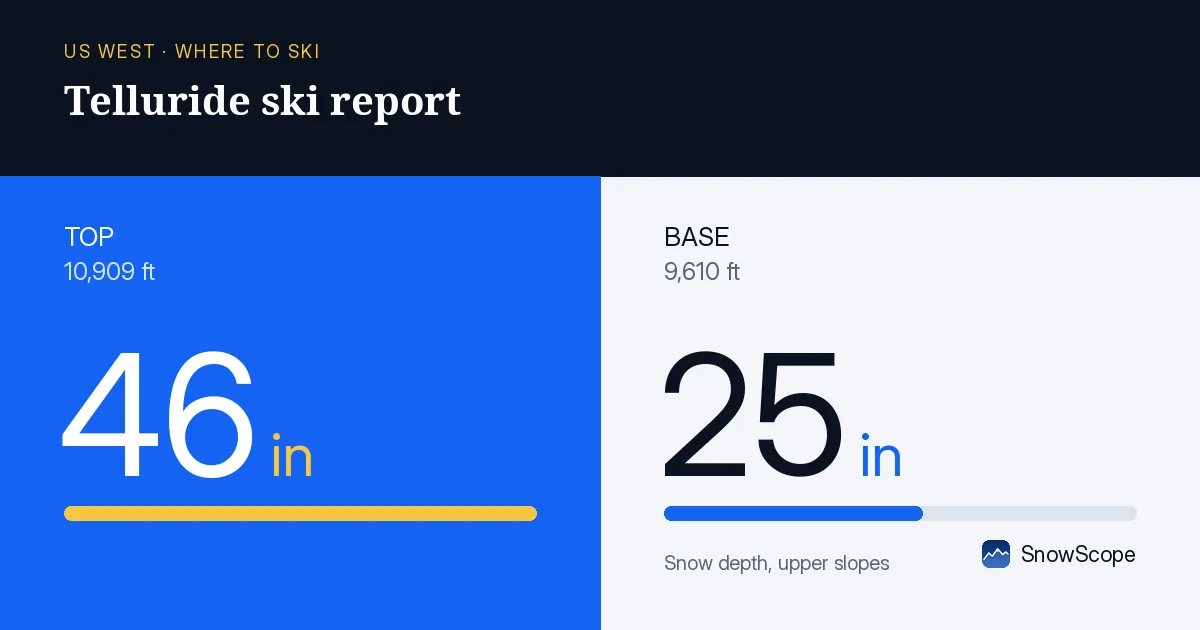 US WEST · WHERE TO SKI
Telluride ski report
TOP
10,909 ft
46 in
BASE
9,610 ft
25 in
Snow depth, upper slopes
SnowScope